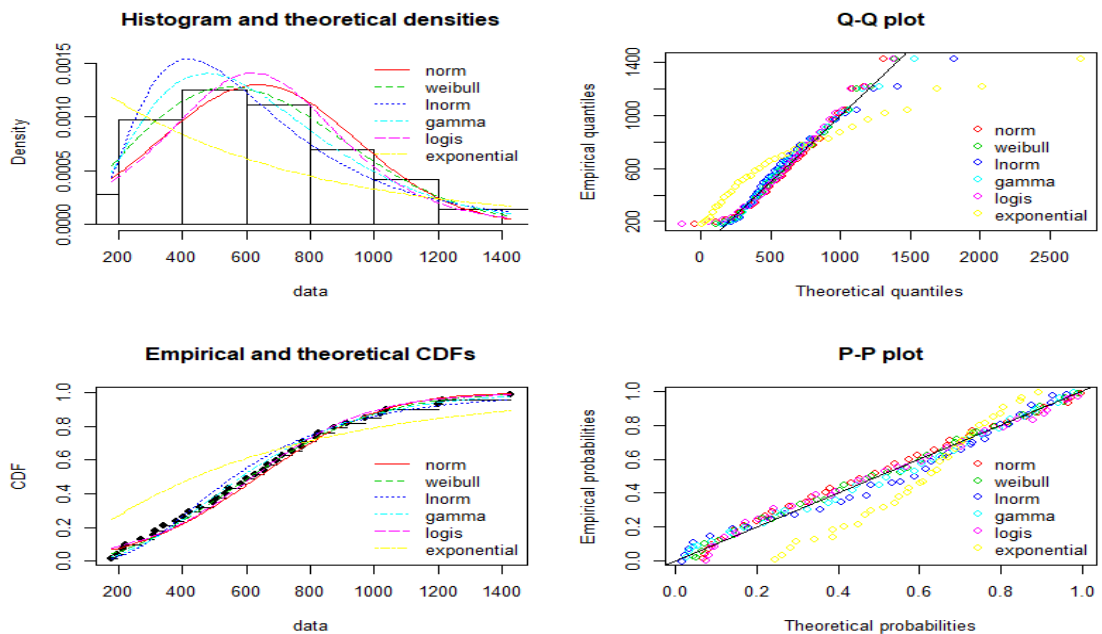 Histogram and theoretical densities
Density
0.0000 0.0005 0.0010 0.0015
norm
weibull
lnorm
gamma
logis
exponential
200 400 600 800 1000 1200 1400
data
Q-Q plot
Empirical quantiles
200 600 1000 1400
norm
weibull
lnorm
gamma
logis
exponential
0 500 1000 1500 2000 2500
Theoretical quantiles
Empirical and theoretical CDFs
CDF
0.0 0.2 0.4 0.6 0.8 1.0
norm
weibull
lnorm
gamma
logis
exponential
200 400 600 800 1000 1200 1400
data
P-P plot
Empirical probabilities
0.0 0.2 0.4 0.6 0.8 1.0
norm
weibull
lnorm
gamma
logis
exponential
0.0 0.2 0.4 0.6 0.8 1.0
Theoretical probabilities